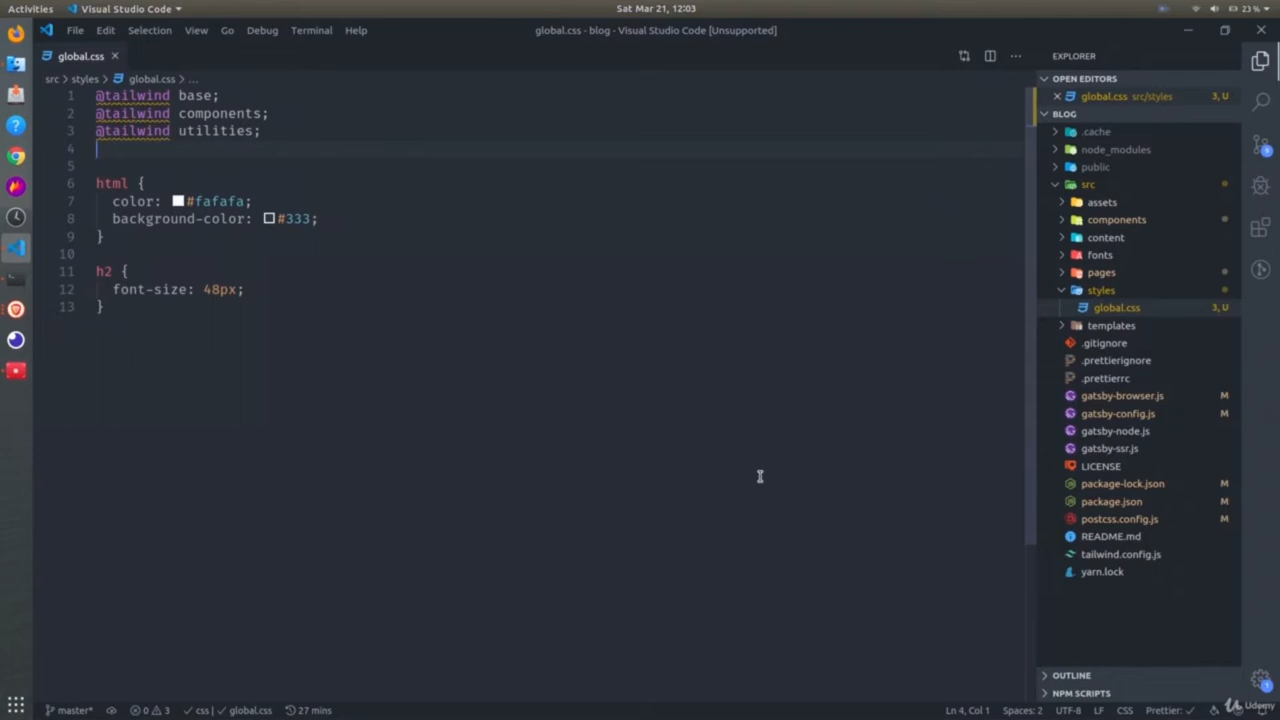 Activities
Visual Studio Code
Sat Mar 21, 12:03
23 %
File Edit Selection View Go Debug Terminal Help
global.css - blog - Visual Studio Code [Unsupported]
global.css
src > styles > global.css > ...
1 @tailwind base;
2 @tailwind components;
3 @tailwind utilities;
4
5
6 html {
7 color: #fafafa;
8 background-color: #333;
9 }
10
11 h2 {
12 font-size: 48px;
13 }
EXPLORER
OPEN EDITORS
global.css src/styles 3, U
BLOG
.cache
node_modules
public
src
assets
components
content
fonts
pages
styles
global.css 3, U
templates
.gitignore
.prettierignore
.prettierrc
gatsby-browser.js M
gatsby-config.js M
gatsby-node.js
gatsby-ssr.js
LICENSE
package-lock.json M
package.json M
postcss.config.js M
README.md
tailwind.config.js
yarn.lock
OUTLINE
NPM SCRIPTS
master* 0 3 css | global.css 27 mins
Ln 4, Col 1 Spaces: 2 UTF-8 LF CSS Prettier: ✓
Udemy